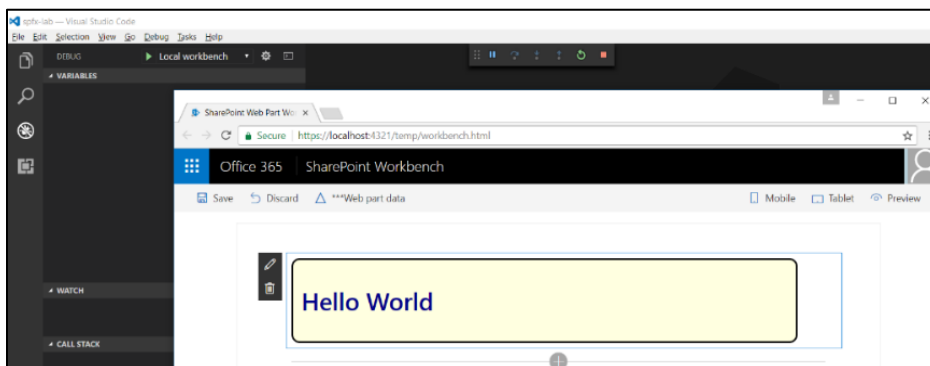 spfx-lab — Visual Studio Code
File Edit Selection View Go Debug Tasks Help
DEBUG Local workbench
VARIABLES
SharePoint Web Part Wo
Secure https://localhost:4321/temp/workbench.html
Office 365 SharePoint Workbench
Save Discard ***Web part data Mobile Tablet Preview
Hello World
WATCH
CALL STACK